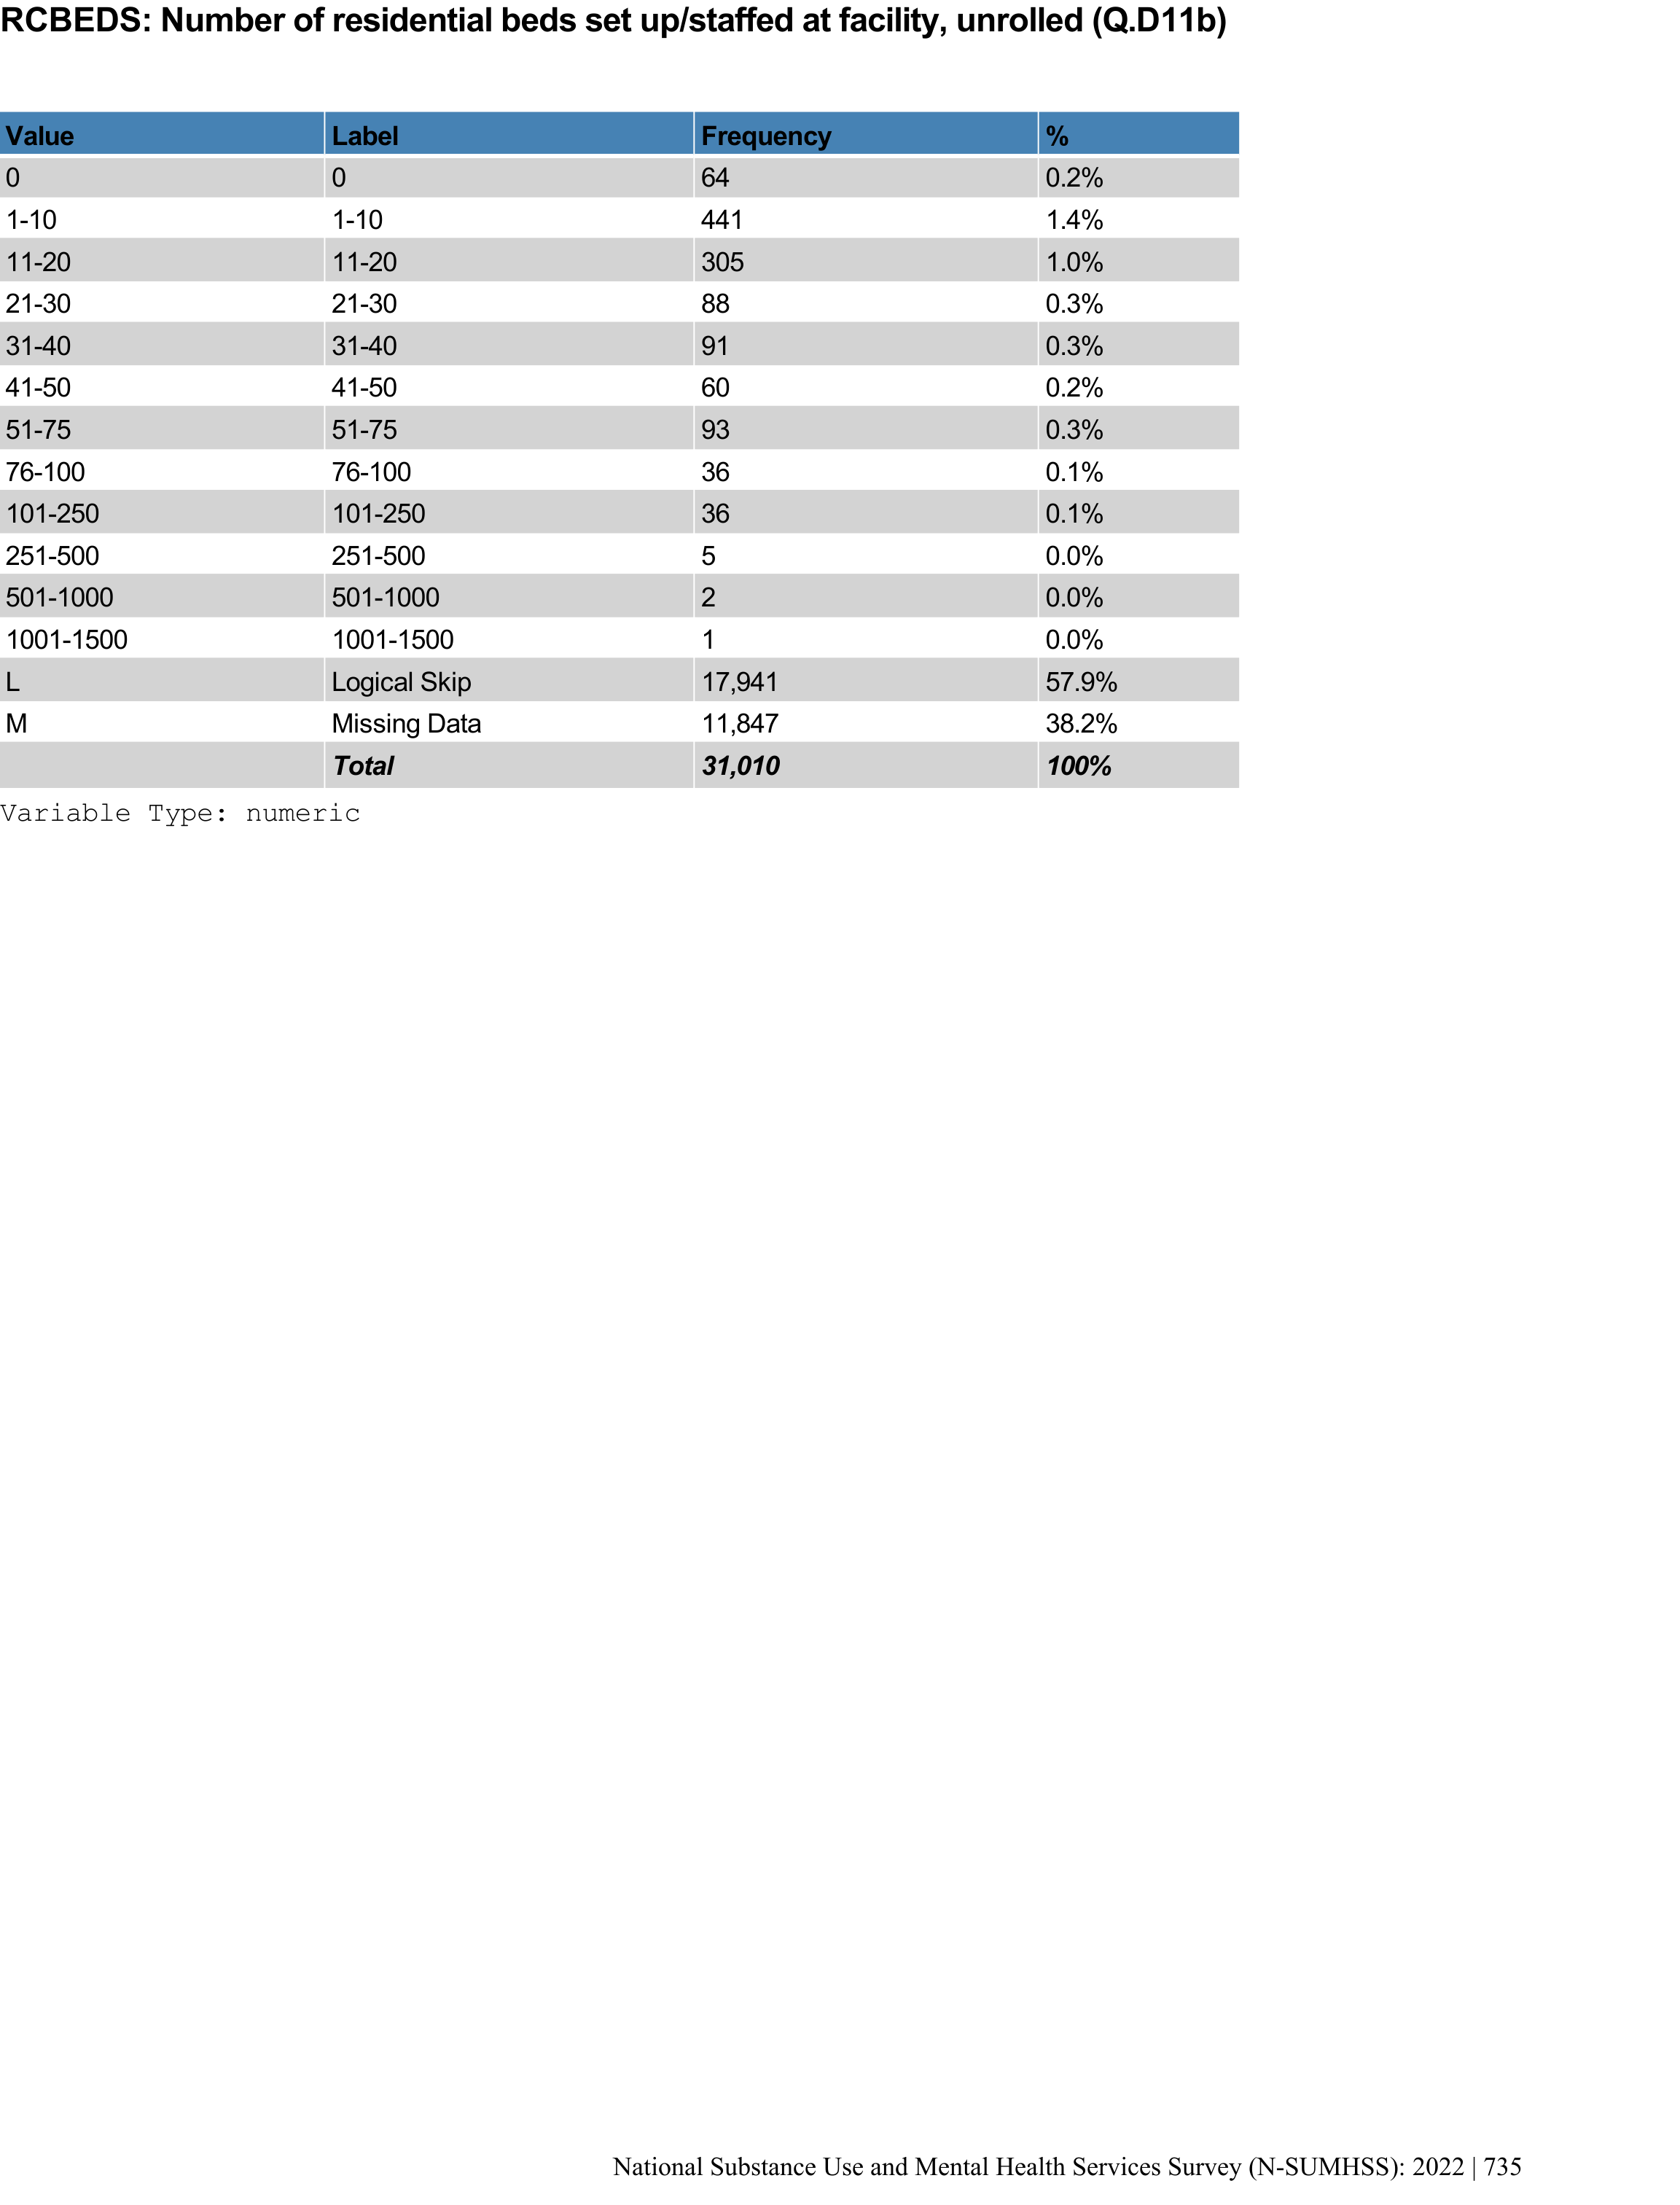 RCBEDS: Number of residential beds set up/staffed at facility, unrolled (Q.D11b)
Value Label Frequency %
0 0 64 0.2%
1-10 1-10 441 1.4%
11-20 11-20 305 1.0%
21-30 21-30 88 0.3%
31-40 31-40 91 0.3%
41-50 41-50 60 0.2%
51-75 51-75 93 0.3%
76-100 76-100 36 0.1%
101-250 101-250 36 0.1%
251-500 251-500 5 0.0%
501-1000 501-1000 2 0.0%
1001-1500 1001-1500 1 0.0%
L Logical Skip 17,941 57.9%
M Missing Data 11,847 38.2%
Total 31,010 100%
Variable Type: numeric
National Substance Use and Mental Health Services Survey (N-SUMHSS): 2022 | 735